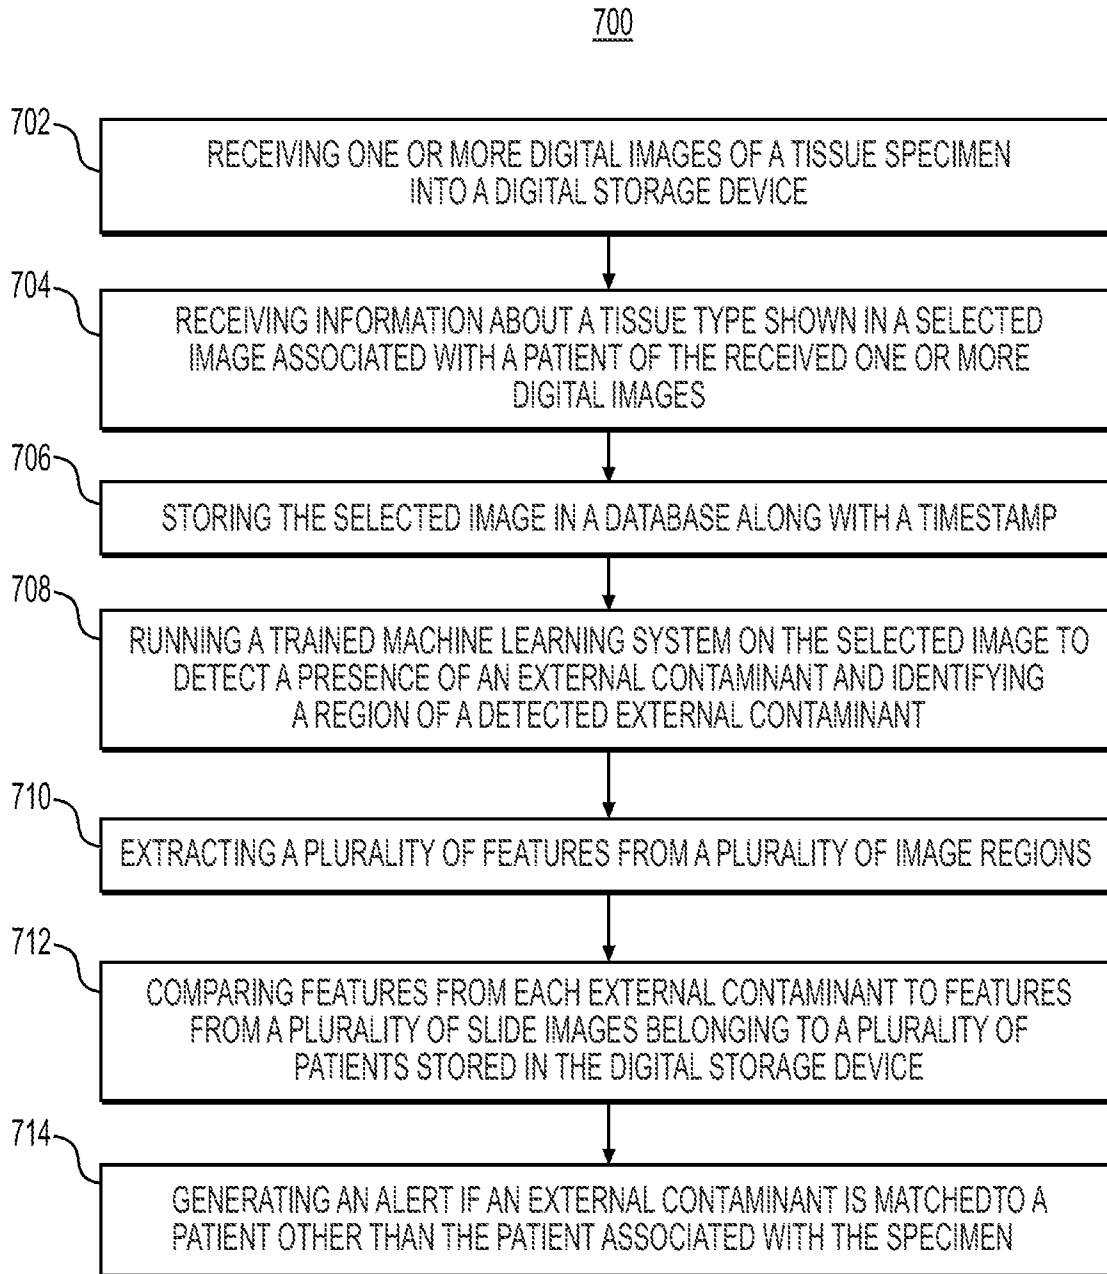 700
702
RECEIVING ONE OR MORE DIGITAL IMAGES OF A TISSUE SPECIMEN
INTO A DIGITAL STORAGE DEVICE
704
RECEIVING INFORMATION ABOUT A TISSUE TYPE SHOWN IN A SELECTED
IMAGE ASSOCIATED WITH A PATIENT OF THE RECEIVED ONE OR MORE
DIGITAL IMAGES
706
STORING THE SELECTED IMAGE IN A DATABASE ALONG WITH A TIMESTAMP
708
RUNNING A TRAINED MACHINE LEARNING SYSTEM ON THE SELECTED IMAGE TO
DETECT A PRESENCE OF AN EXTERNAL CONTAMINANT AND IDENTIFYING
A REGION OF A DETECTED EXTERNAL CONTAMINANT
710
EXTRACTING A PLURALITY OF FEATURES FROM A PLURALITY OF IMAGE REGIONS
712
COMPARING FEATURES FROM EACH EXTERNAL CONTAMINANT TO FEATURES
FROM A PLURALITY OF SLIDE IMAGES BELONGING TO A PLURALITY OF
PATIENTS STORED IN THE DIGITAL STORAGE DEVICE
714
GENERATING AN ALERT IF AN EXTERNAL CONTAMINANT IS MATCHEDTO A
PATIENT OTHER THAN THE PATIENT ASSOCIATED WITH THE SPECIMEN